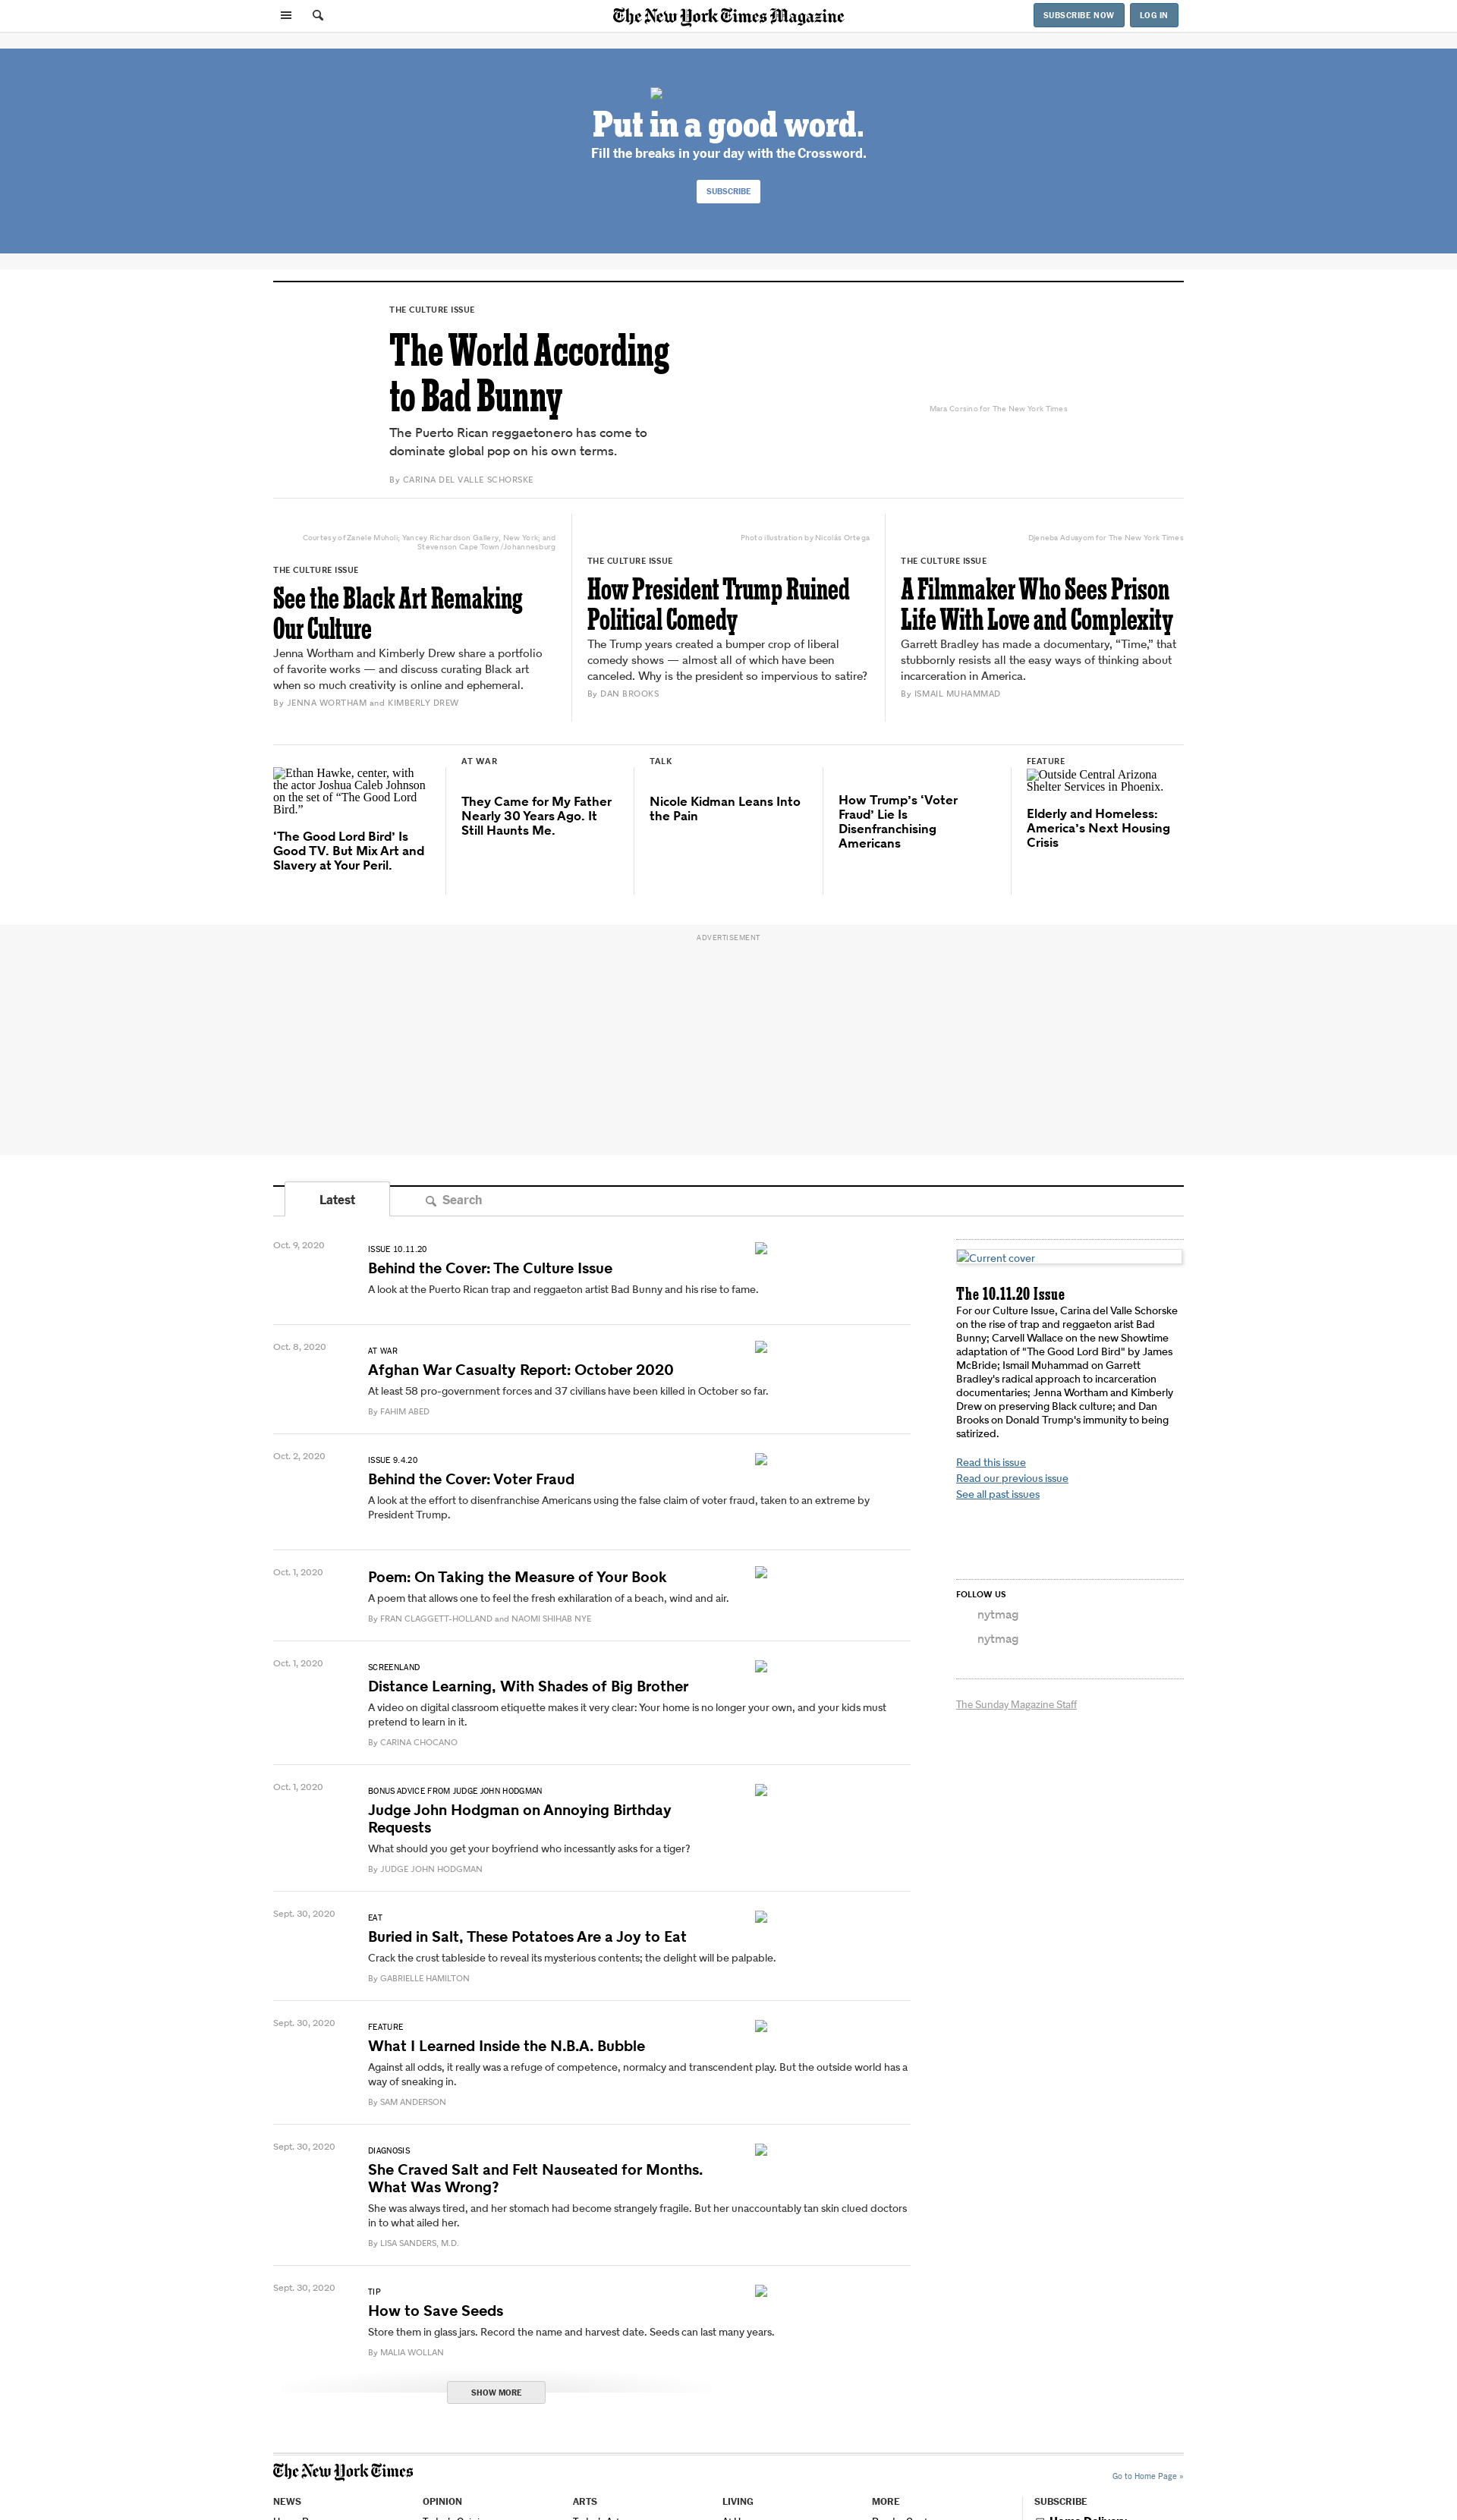 The New York Times Magazine
SUBSCRIBE NOW
LOG IN
Put in a good word.
Fill the breaks in your day with the Crossword.
SUBSCRIBE
THE CULTURE ISSUE
The World According
to Bad Bunny
The Puerto Rican reggaetonero has come to
dominate global pop on his own terms.
By CARINA DEL VALLE SCHORSKE
Mara Corsino for The New York Times
Courtesy of Zanele Muholi; Yancey Richardson Gallery, New York; and
Stevenson Cape Town/Johannesburg
THE CULTURE ISSUE
See the Black Art Remaking
Our Culture
Jenna Wortham and Kimberly Drew share a portfolio
of favorite works — and discuss curating Black art
when so much creativity is online and ephemeral.
By JENNA WORTHAM and KIMBERLY DREW
Photo illustration by Nicolás Ortega
THE CULTURE ISSUE
How President Trump Ruined
Political Comedy
The Trump years created a bumper crop of liberal
comedy shows — almost all of which have been
canceled. Why is the president so impervious to satire?
By DAN BROOKS
Djeneba Aduayom for The New York Times
THE CULTURE ISSUE
A Filmmaker Who Sees Prison
Life With Love and Complexity
Garrett Bradley has made a documentary, “Time,” that
stubbornly resists all the easy ways of thinking about
incarceration in America.
By ISMAIL MUHAMMAD
Ethan Hawke, center, with
the actor Joshua Caleb Johnson
on the set of “The Good Lord
Bird.”
‘The Good Lord Bird’ Is
Good TV. But Mix Art and
Slavery at Your Peril.
AT WAR
They Came for My Father
Nearly 30 Years Ago. It
Still Haunts Me.
TALK
Nicole Kidman Leans Into
the Pain
How Trump’s ‘Voter
Fraud’ Lie Is
Disenfranchising
Americans
FEATURE
Outside Central Arizona
Shelter Services in Phoenix.
Elderly and Homeless:
America’s Next Housing
Crisis
ADVERTISEMENT
Latest
Search
Oct. 9, 2020
ISSUE 10.11.20
Behind the Cover: The Culture Issue
A look at the Puerto Rican trap and reggaeton artist Bad Bunny and his rise to fame.
Oct. 8, 2020
AT WAR
Afghan War Casualty Report: October 2020
At least 58 pro-government forces and 37 civilians have been killed in October so far.
By FAHIM ABED
Oct. 2, 2020
ISSUE 9.4.20
Behind the Cover: Voter Fraud
A look at the effort to disenfranchise Americans using the false claim of voter fraud, taken to an extreme by
President Trump.
Oct. 1, 2020
Poem: On Taking the Measure of Your Book
A poem that allows one to feel the fresh exhilaration of a beach, wind and air.
By FRAN CLAGGETT-HOLLAND and NAOMI SHIHAB NYE
Oct. 1, 2020
SCREENLAND
Distance Learning, With Shades of Big Brother
A video on digital classroom etiquette makes it very clear: Your home is no longer your own, and your kids must
pretend to learn in it.
By CARINA CHOCANO
Oct. 1, 2020
BONUS ADVICE FROM JUDGE JOHN HODGMAN
Judge John Hodgman on Annoying Birthday
Requests
What should you get your boyfriend who incessantly asks for a tiger?
By JUDGE JOHN HODGMAN
Sept. 30, 2020
EAT
Buried in Salt, These Potatoes Are a Joy to Eat
Crack the crust tableside to reveal its mysterious contents; the delight will be palpable.
By GABRIELLE HAMILTON
Sept. 30, 2020
FEATURE
What I Learned Inside the N.B.A. Bubble
Against all odds, it really was a refuge of competence, normalcy and transcendent play. But the outside world has a
way of sneaking in.
By SAM ANDERSON
Sept. 30, 2020
DIAGNOSIS
She Craved Salt and Felt Nauseated for Months.
What Was Wrong?
She was always tired, and her stomach had become strangely fragile. But her unaccountably tan skin clued doctors
in to what ailed her.
By LISA SANDERS, M.D.
Sept. 30, 2020
TIP
How to Save Seeds
Store them in glass jars. Record the name and harvest date. Seeds can last many years.
By MALIA WOLLAN
SHOW MORE
Current cover
The 10.11.20 Issue
For our Culture Issue, Carina del Valle Schorske
on the rise of trap and reggaeton arist Bad
Bunny; Carvell Wallace on the new Showtime
adaptation of "The Good Lord Bird" by James
McBride; Ismail Muhammad on Garrett
Bradley's radical approach to incarceration
documentaries; Jenna Wortham and Kimberly
Drew on preserving Black culture; and Dan
Brooks on Donald Trump's immunity to being
satirized.
Read this issue
Read our previous issue
See all past issues
FOLLOW US
nytmag
nytmag
The Sunday Magazine Staff
The New York Times
Go to Home Page »
NEWS
OPINION
ARTS
LIVING
MORE
SUBSCRIBE